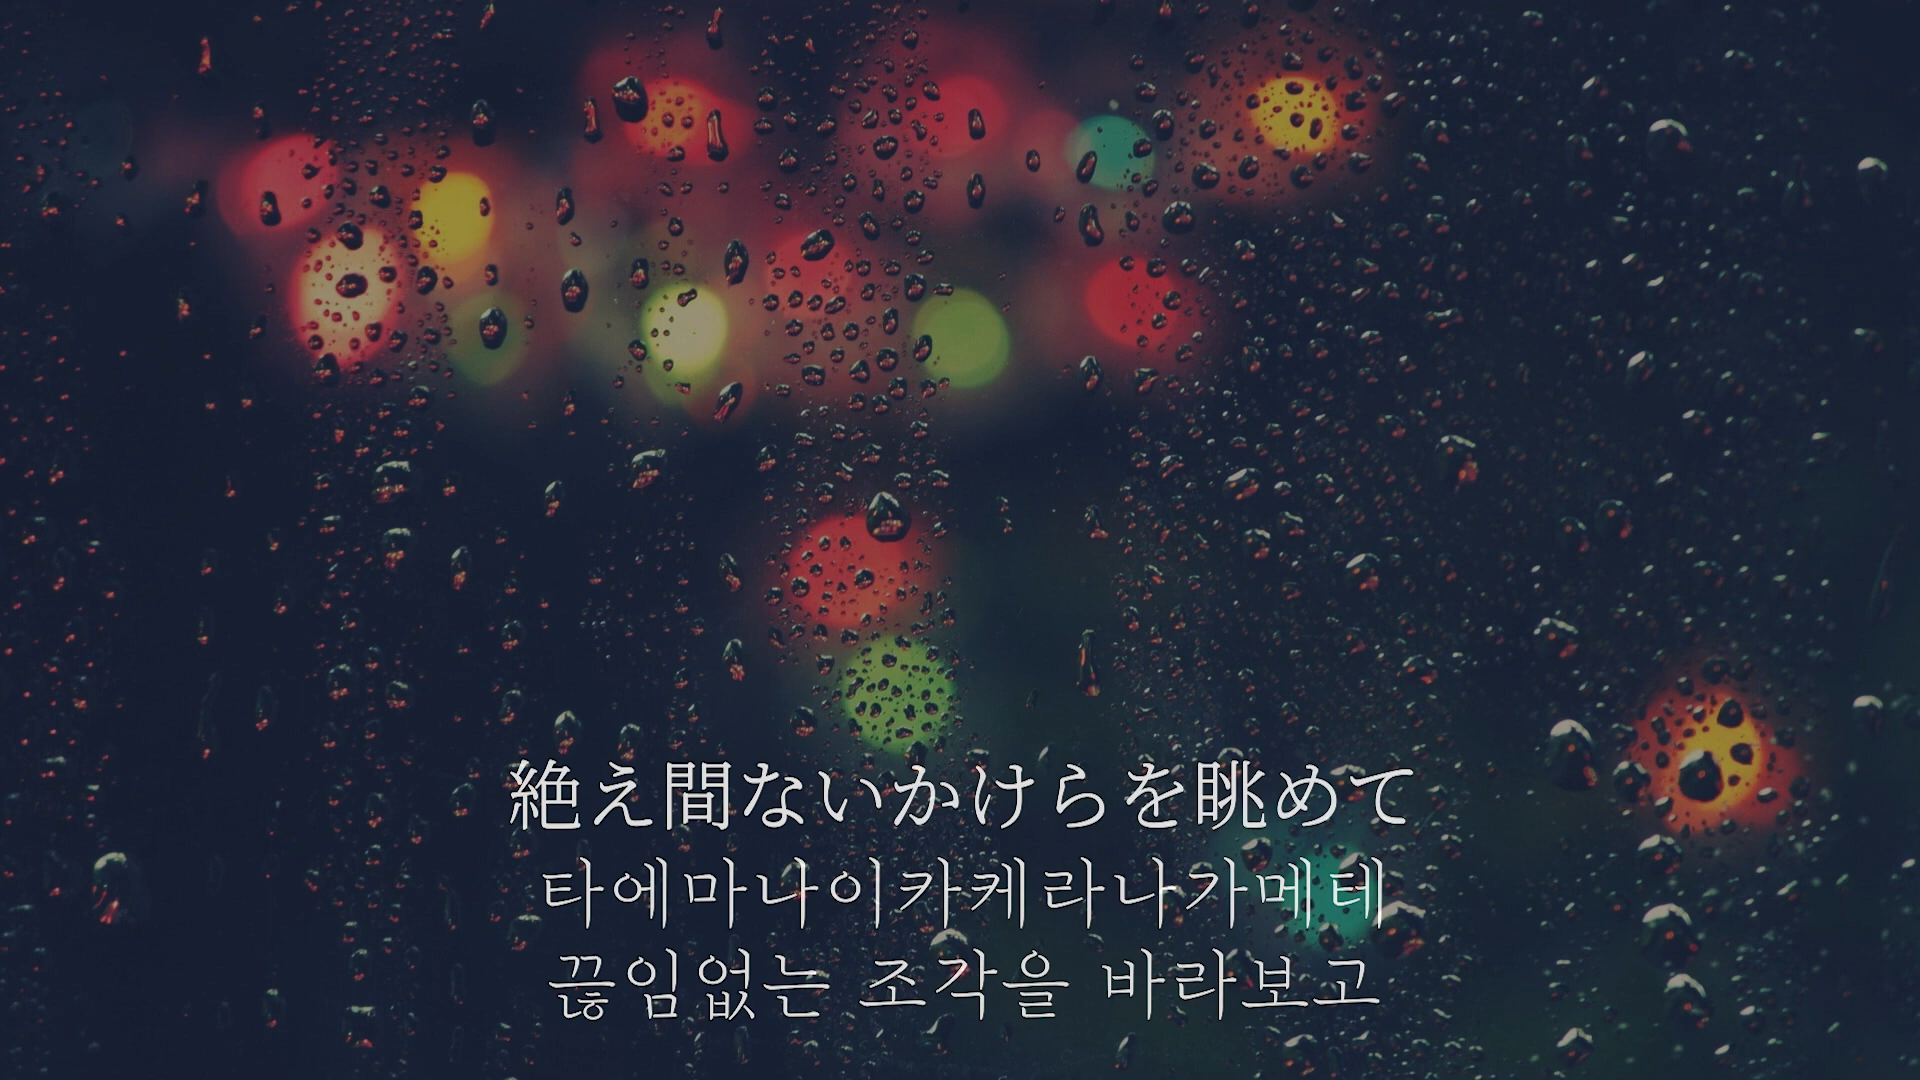 絶え間ないかけらを眺めて
타에마나이카케라나가메테
끊임없는 조각을 바라보고